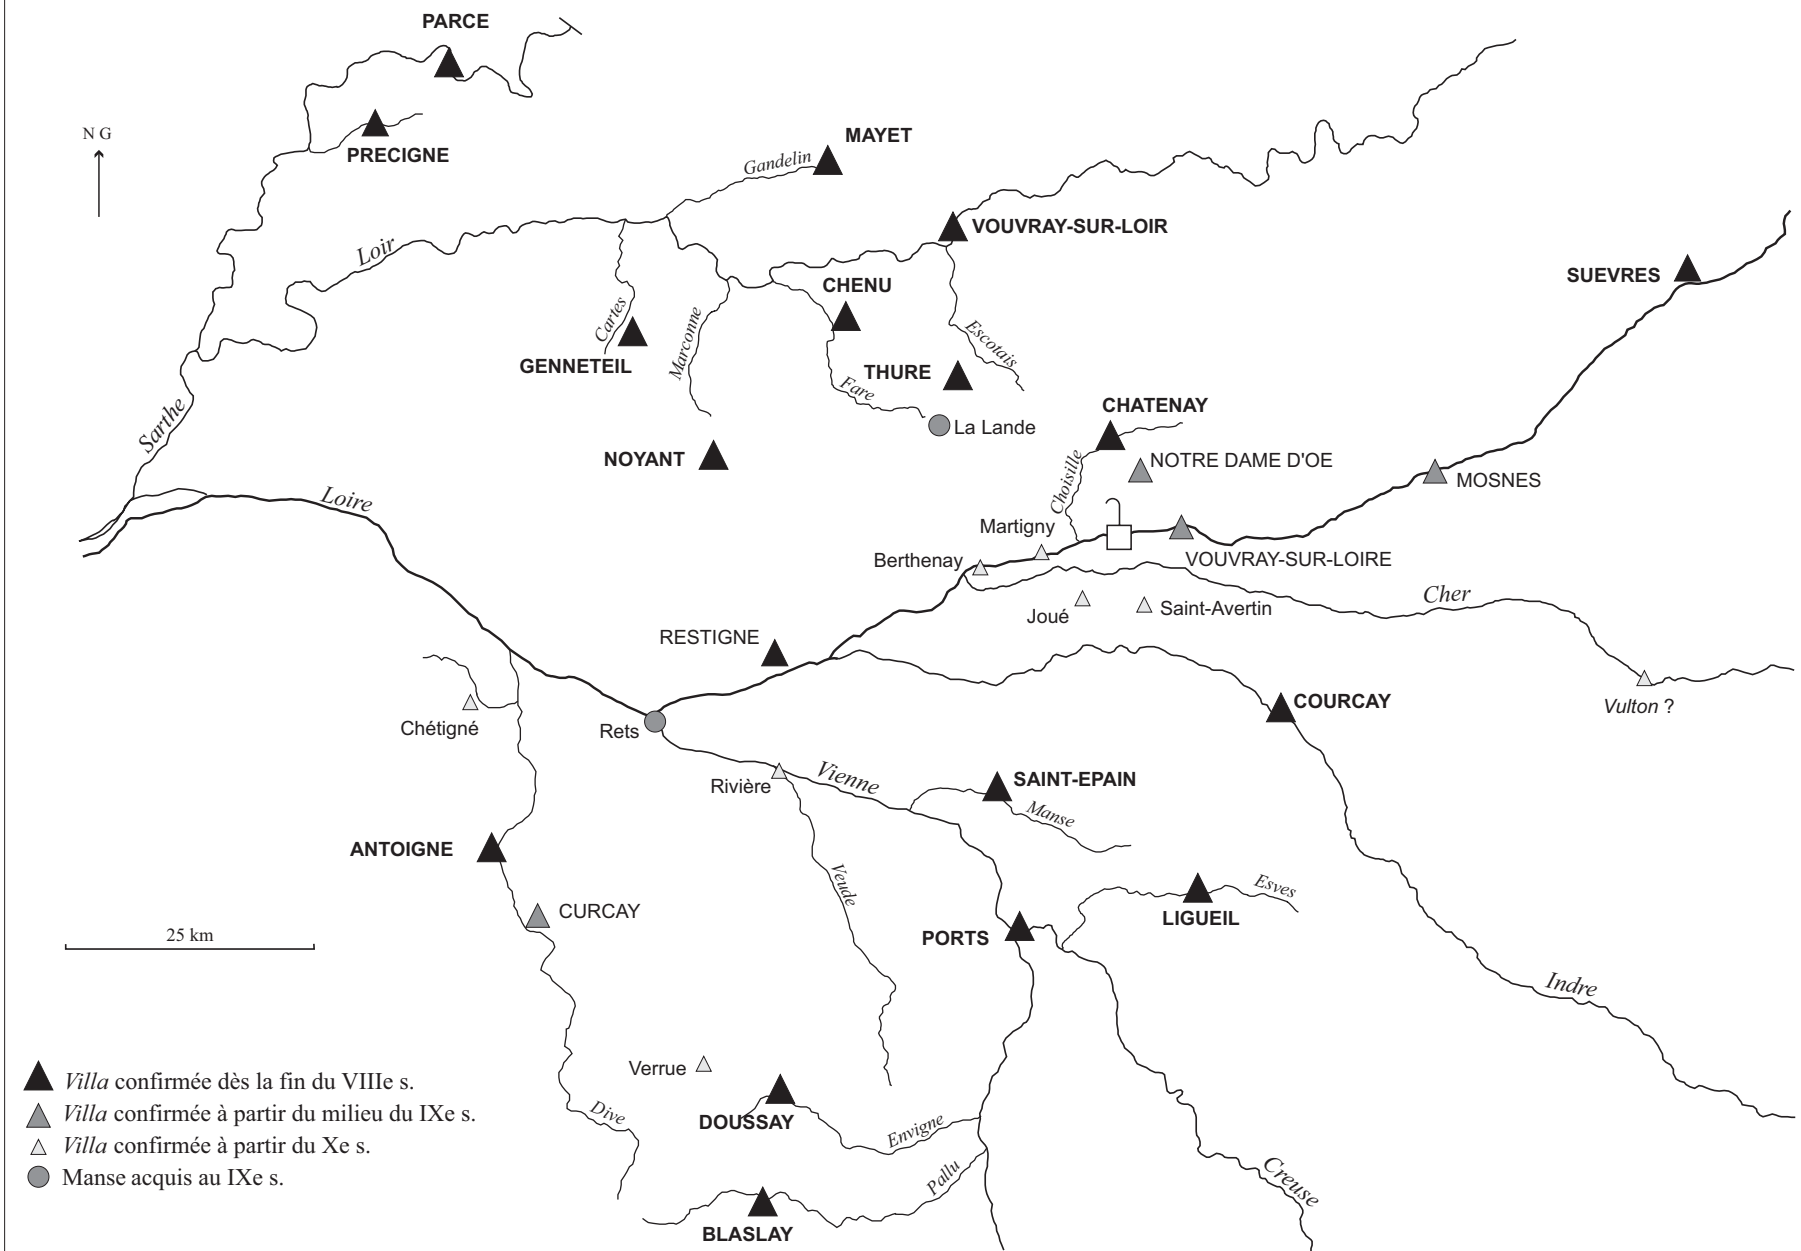 PARCE
N G
PRECIGNE
MAYET
Gandelin
VOUVRAY-SUR-LOIR
Loir
SUEVRES
CHENU
Cartes
Marconne
Escotais
GENNETEIL
THURE
Fare
Sarthe
CHATENAY
La Lande
NOYANT
NOTRE DAME D'OE
Choisille
MOSNES
Loire
Martigny
Berthenay
VOUVRAY-SUR-LOIRE
Cher
Joué
Saint-Avertin
RESTIGNE
COURCAY
Vulton ?
Chétigné
Rets
Rivière
Vienne
SAINT-EPAIN
Manse
ANTOIGNE
Veude
Esves
CURCAY
LIGUEIL
PORTS
25 km
Indre
Verrue
Villa confirmée dès la fin du VIIIe s.
Villa confirmée à partir du milieu du IXe s.
Villa confirmée à partir du Xe s.
Manse acquis au IXe s.
Dive
DOUSSAY
Envigne
Pallu
Creuse
BLASLAY